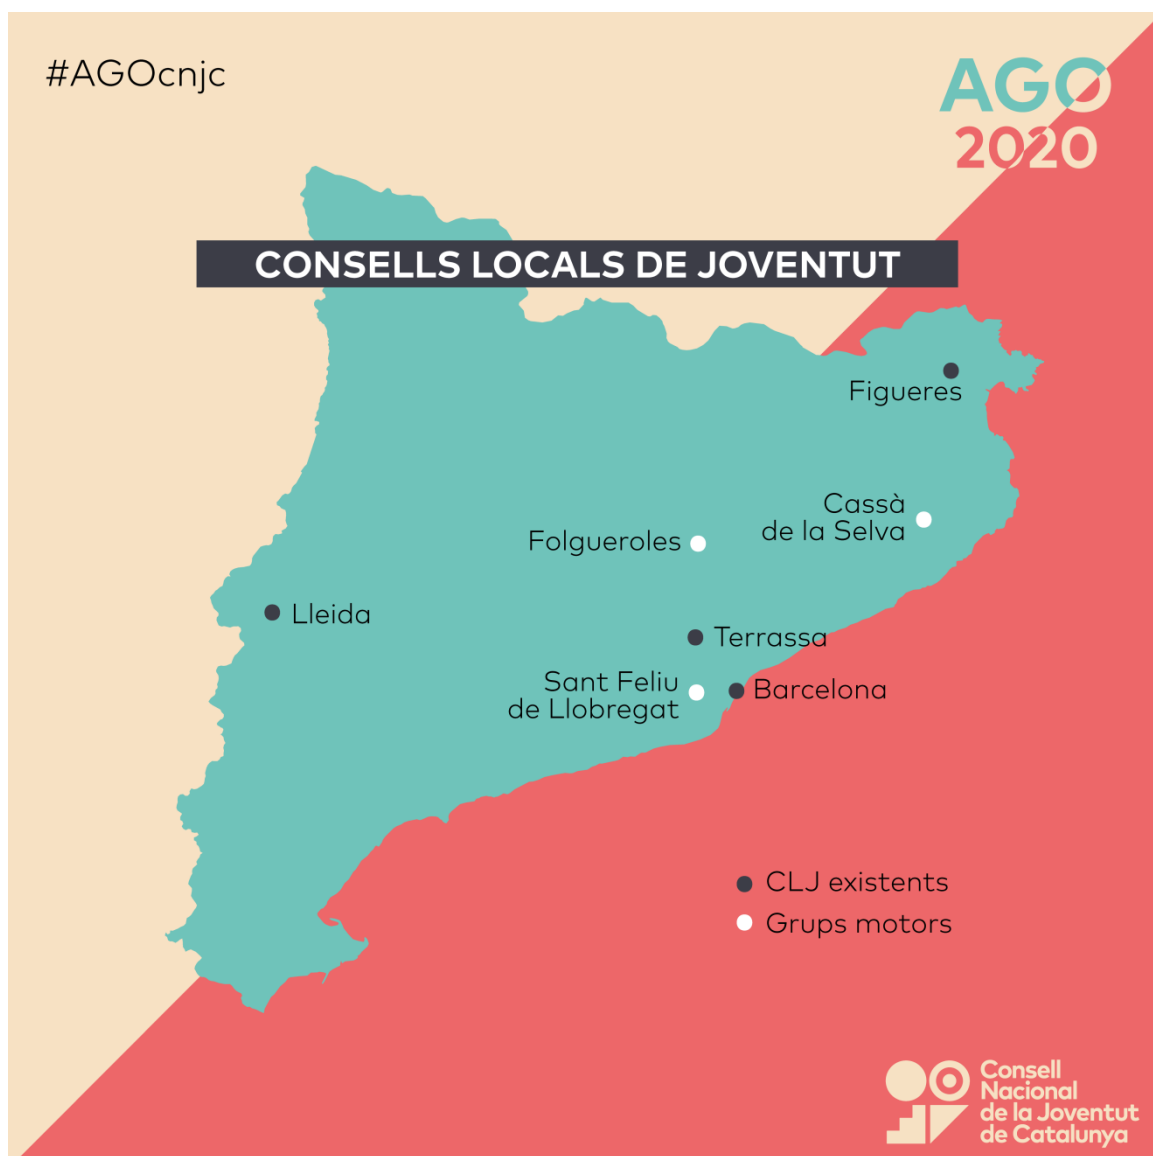 #AGOcnjc
AGO
2020
CONSELLS LOCALS DE JOVENTUT
Figueres
Cassà
de la Selva
Folgueroles
Lleida
Terrassa
Sant Feliu
de Llobregat
Barcelona
CLJ existents
Grups motors
Consell
Nacional
de la Joventut
de Catalunya